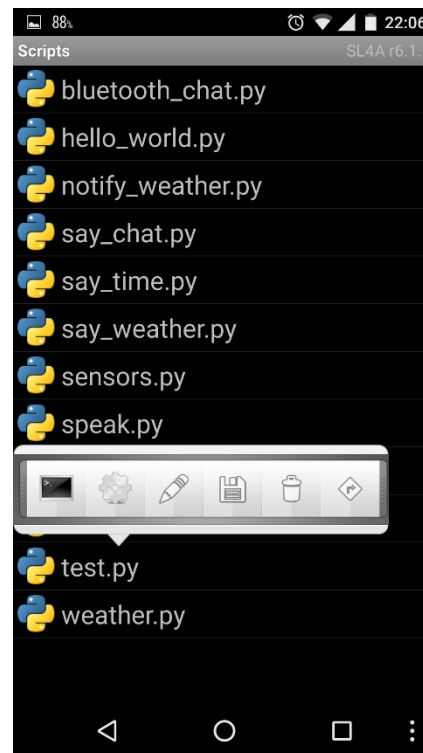 88% 22:06
Scripts SL4A r6.1.
bluetooth_chat.py
hello_world.py
notify_weather.py
say_chat.py
say_time.py
say_weather.py
sensors.py
speak.py
test.py
weather.py